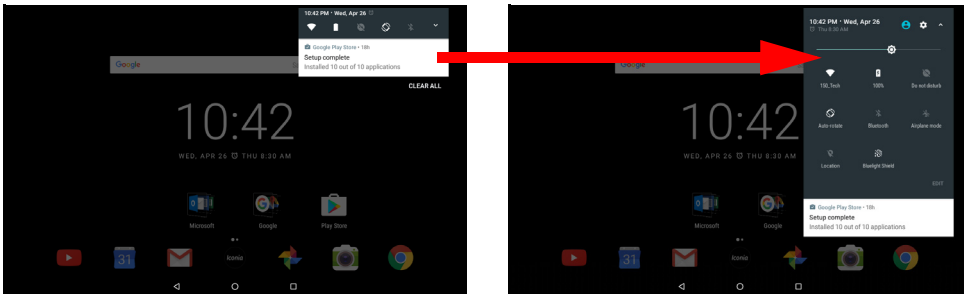 10:42 PM • Wed, Apr 26
Google Play Store • 18h
Setup complete
Installed 10 out of 10 applications
CLEAR ALL
Google
10:42
WED, APR 26 THU 8:30 AM
Microsoft
Google
Play Store
31
Iconia
10:42 PM • Wed, Apr 26
Thu 8:30 AM
150_Tech
100%
Do not disturb
Auto-rotate
Bluetooth
Airplane mode
Location
Bluelight Shield
EDIT
Google Play Store • 18h
Setup complete
Installed 10 out of 10 applications
Google
10:42
WED, APR 26 THU 8:30 AM
Microsoft
Google
31
Iconia